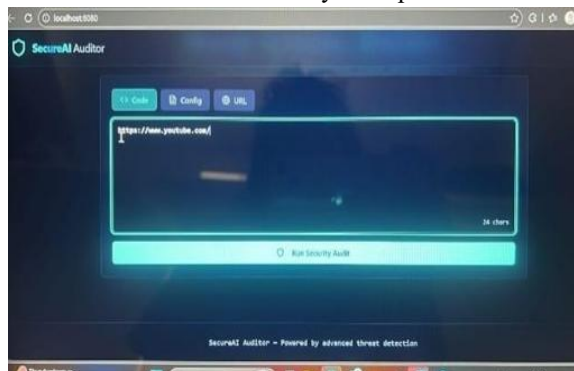 localhost:8080
SecureAI Auditor
<> Code Config URL
https://www.youtube.com/
24 chars
Run Security Audit
SecureAI Auditor – Powered by advanced threat detection